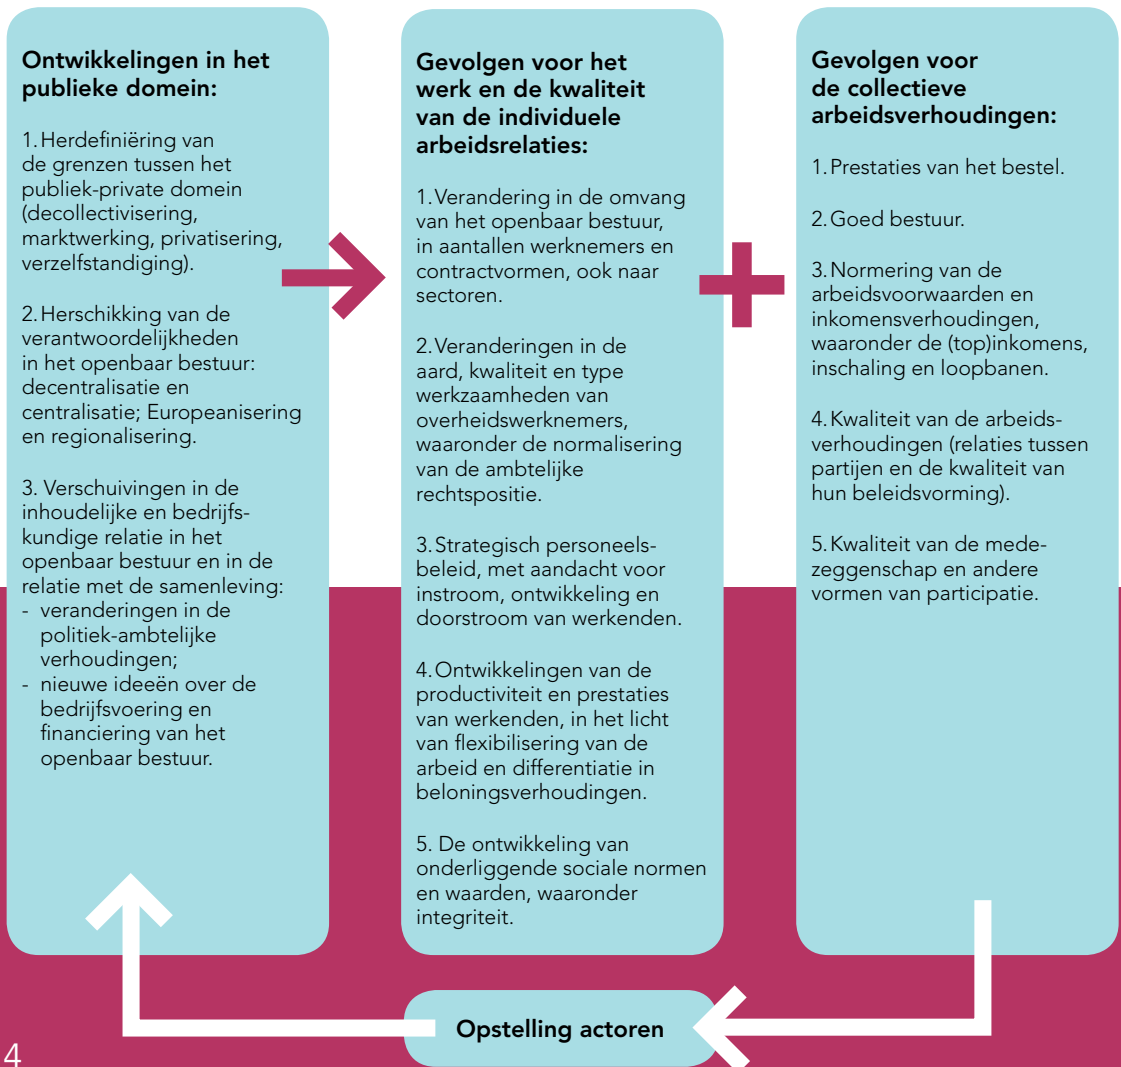 Ontwikkelingen in het
publieke domein:
1. Herdefiniëring van
de grenzen tussen het
publiek-private domein
(decollectivisering,
marktwerking, privatisering,
verzelfstandiging).
2. Herschikking van de
verantwoordelijkheden
in het openbaar bestuur:
decentralisatie en
centralisatie; Europeanisering
en regionalisering.
3. Verschuivingen in de
inhoudelijke en bedrijfs-
kundige relatie in het
openbaar bestuur en in de
relatie met de samenleving:
- veranderingen in de
politiek-ambtelijke
verhoudingen;
- nieuwe ideeën over de
bedrijfsvoering en
financiering van het
openbaar bestuur.
Gevolgen voor het
werk en de kwaliteit
van de individuele
arbeidsrelaties:
1. Verandering in de omvang
van het openbaar bestuur,
in aantallen werknemers en
contractvormen, ook naar
sectoren.
2. Veranderingen in de
aard, kwaliteit en type
werkzaamheden van
overheidswerknemers,
waaronder de normalisering
van de ambtelijke
rechtspositie.
3. Strategisch personeels-
beleid, met aandacht voor
instroom, ontwikkeling en
doorstroom van werkenden.
4. Ontwikkelingen van de
productiviteit en prestaties
van werkenden, in het licht
van flexibilisering van de
arbeid en differentiatie in
beloningsverhoudingen.
5. De ontwikkeling van
onderliggende sociale normen
en waarden, waaronder
integriteit.
Gevolgen voor
de collectieve
arbeidsverhoudingen:
1. Prestaties van het bestel.
2. Goed bestuur.
3. Normering van de
arbeidsvoorwaarden en
inkomensverhoudingen,
waaronder de (top)inkomens,
inschaling en loopbanen.
4. Kwaliteit van de arbeids-
verhoudingen (relaties tussen
partijen en de kwaliteit van
hun beleidsvorming).
5. Kwaliteit van de mede-
zeggenschap en andere
vormen van participatie.
Opstelling actoren
4